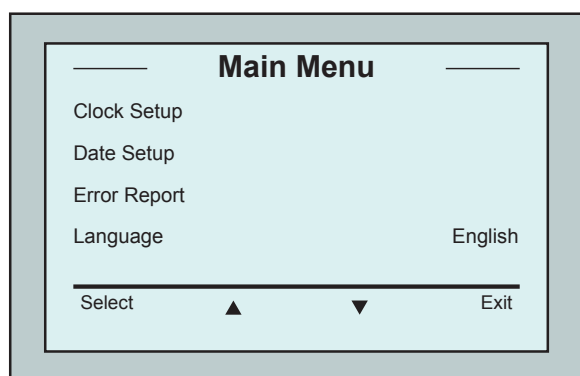 Main Menu
Clock Setup
Date Setup
Error Report
Language English
Select ▲ ▼ Exit